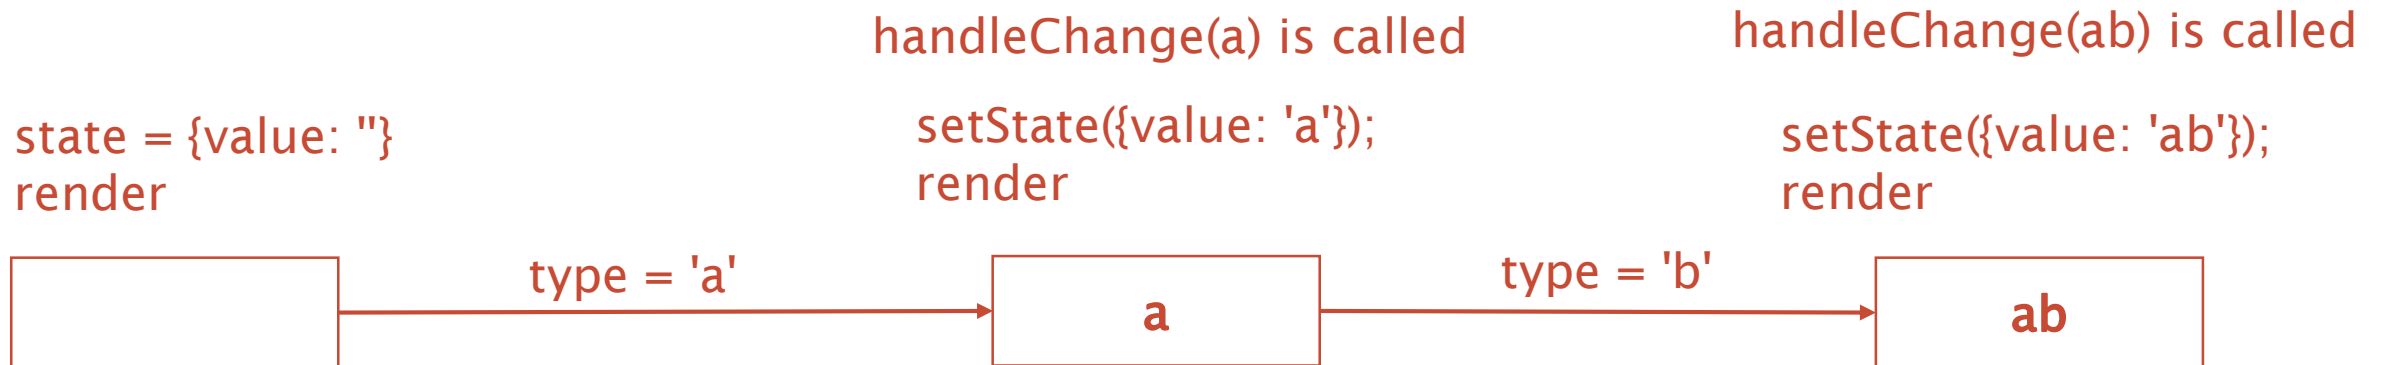 handleChange(a) is called
handleChange(ab) is called
state = {value: ''}
render
setState({value: 'a'});
render
setState({value: 'ab'});
render
type = 'a'
type = 'b'
a
ab